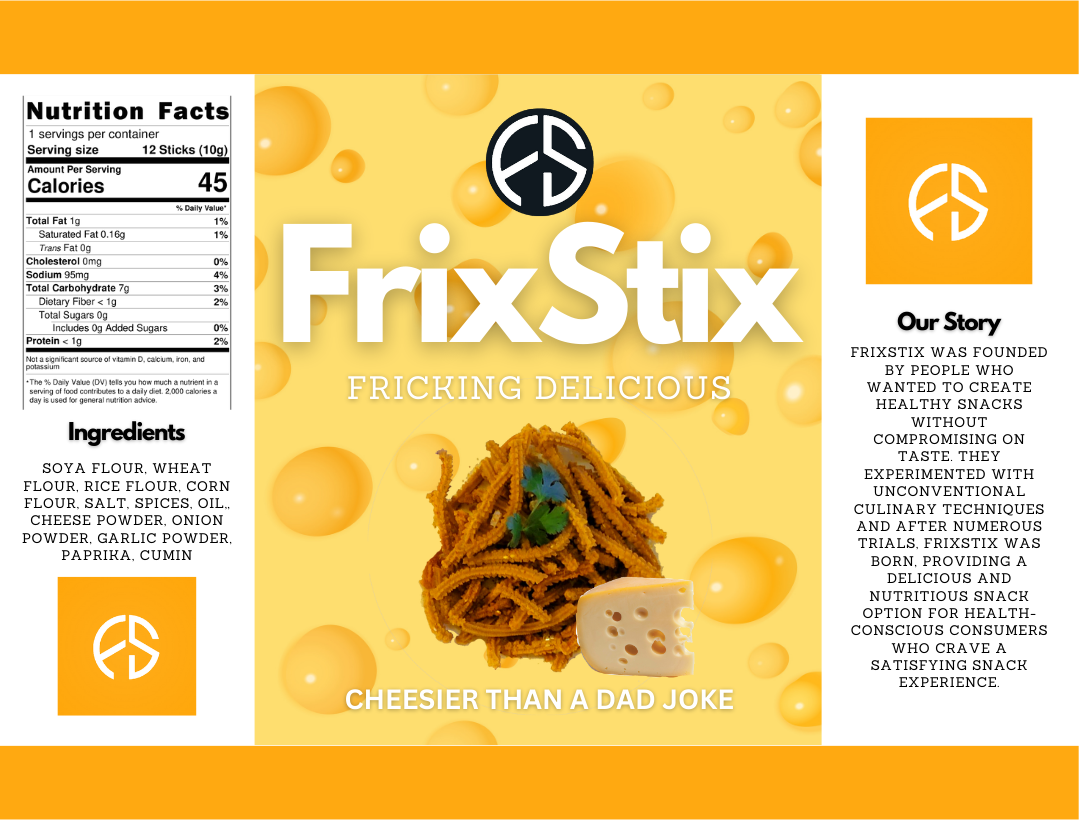 Nutrition Facts
1 servings per container
Serving size 12 Sticks (10g)
Amount Per Serving
Calories 45
% Daily Value*
Total Fat 1g 1%
Saturated Fat 0.16g 1%
Trans Fat 0g
Cholesterol 0mg 0%
Sodium 95mg 4%
Total Carbohydrate 7g 3%
Dietary Fiber < 1g 2%
Total Sugars 0g
Includes 0g Added Sugars 0%
Protein < 1g 2%
Not a significant source of vitamin D, calcium, iron, and
potassium
*The % Daily Value (DV) tells you how much a nutrient in a
serving of food contributes to a daily diet. 2,000 calories a
day is used for general nutrition advice.
Ingredients
SOYA FLOUR, WHEAT
FLOUR, RICE FLOUR, CORN
FLOUR, SALT, SPICES, OIL,,
CHEESE POWDER, ONION
POWDER, GARLIC POWDER,
PAPRIKA, CUMIN
FS
FS
FrixStix
FRICKING DELICIOUS
CHEESIER THAN A DAD JOKE
FS
Our Story
FRIXSTIX WAS FOUNDED
BY PEOPLE WHO
WANTED TO CREATE
HEALTHY SNACKS
WITHOUT
COMPROMISING ON
TASTE. THEY
EXPERIMENTED WITH
UNCONVENTIONAL
CULINARY TECHNIQUES
AND AFTER NUMEROUS
TRIALS, FRIXSTIX WAS
BORN, PROVIDING A
DELICIOUS AND
NUTRITIOUS SNACK
OPTION FOR HEALTH-
CONSCIOUS CONSUMERS
WHO CRAVE A
SATISFYING SNACK
EXPERIENCE.